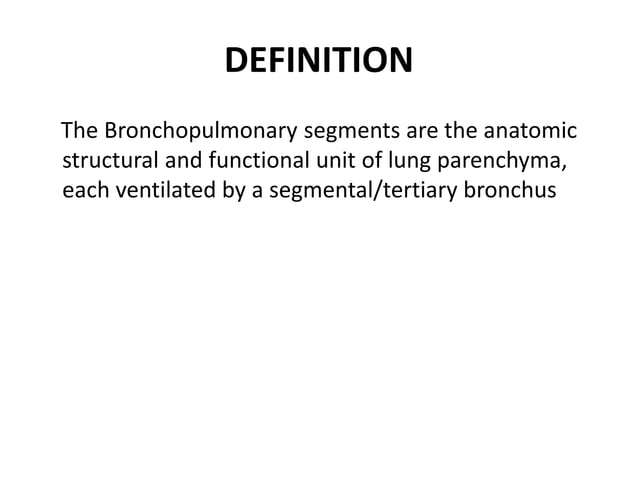 DEFINITION
The Bronchopulmonary segments are the anatomic
structural and functional unit of lung parenchyma,
each ventilated by a segmental/tertiary bronchus